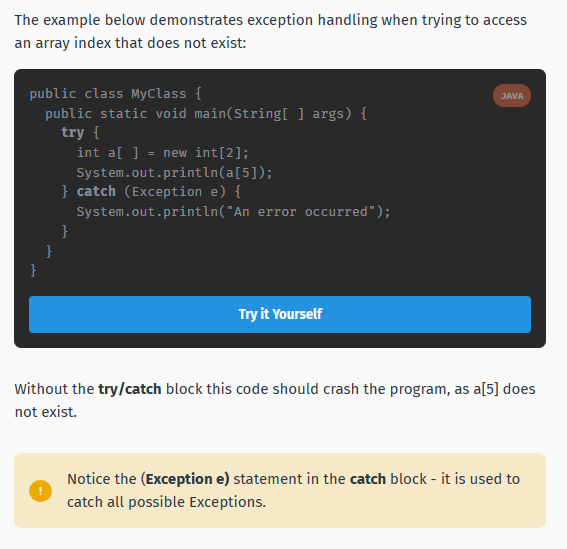 The example below demonstrates exception handling when trying to access
an array index that does not exist:
public class MyClass {
JAVA
public static void main(String[ ] args) {
try {
int a[ ] = new int[2];
System.out.println(a[5]);
} catch (Exception e) {
System.out.println("An error occurred");
}
}
}
Try it Yourself
Without the try/catch block this code should crash the program, as a[5] does
not exist.
!
Notice the (Exception e) statement in the catch block - it is used to
catch all possible Exceptions.